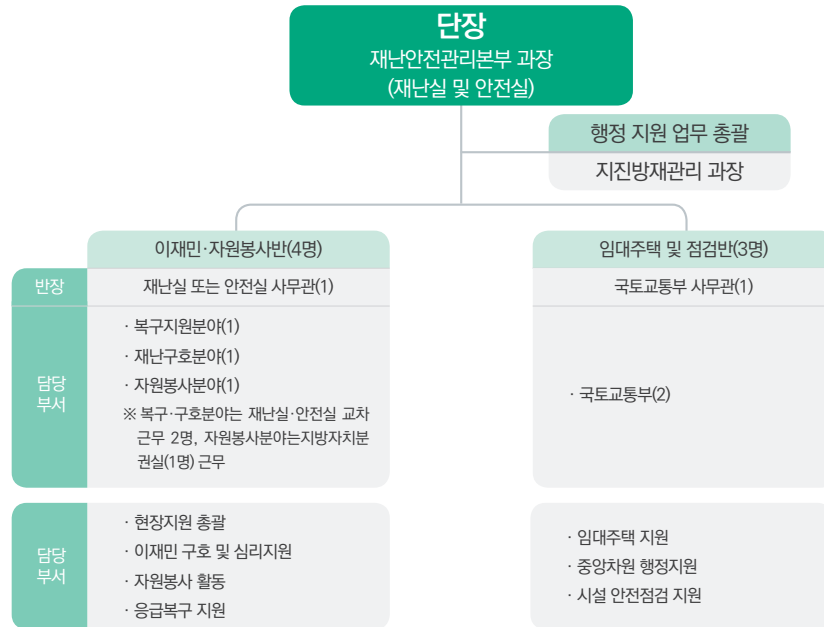 단장
재난안전관리본부 과장
(재난실 및 안전실)
행정 지원 업무 총괄
지진방재관리 과장
이재민·자원봉사반(4명)
임대주택 및 점검반(3명)
반장
재난실 또는 안전실 사무관(1)
국토교통부 사무관(1)
담당
부서
· 복구지원분야(1)
· 재난구호분야(1)
· 자원봉사분야(1)
※ 복구·구호분야는 재난실·안전실 교차
근무 2명, 자원봉사분야는지방자치분
권실(1명) 근무
· 국토교통부(2)
담당
부서
· 현장지원 총괄
· 이재민 구호 및 심리지원
· 자원봉사 활동
· 응급복구 지원
· 임대주택 지원
· 중앙차원 행정지원
· 시설 안전점검 지원